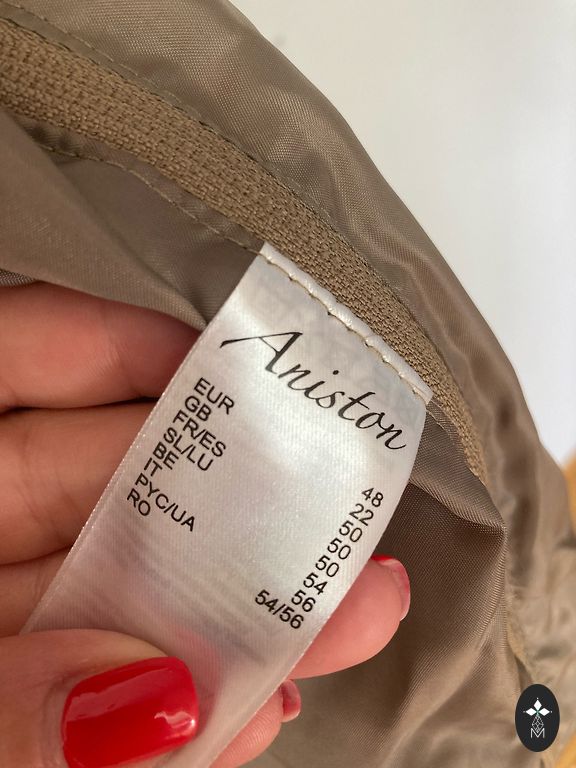 Aniston
EUR 48
GB 22
FR/ES 50
SL/LU 50
BE 50
IT 54
PYC/UA 56
RO 54/56